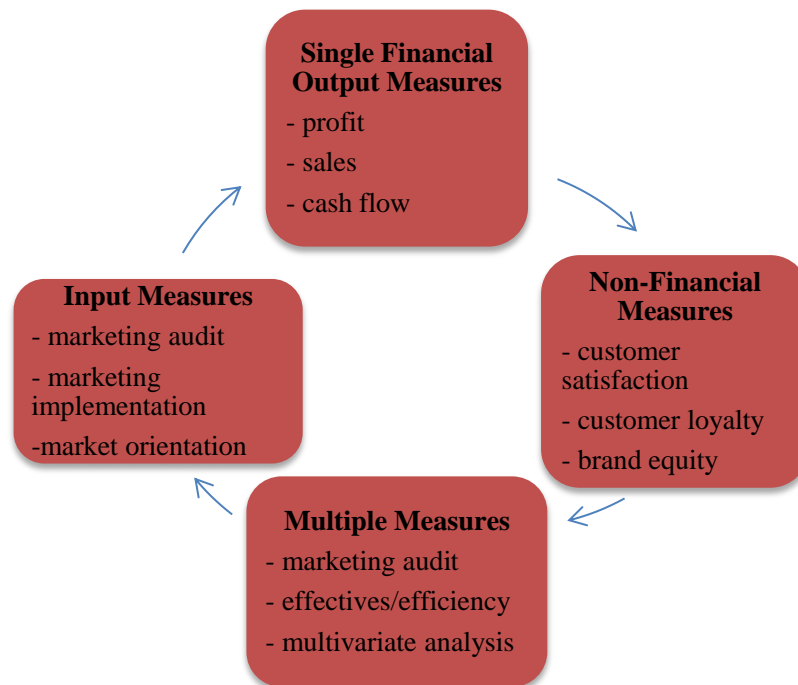 Single Financial
Output Measures
- profit
- sales
- cash flow
Non-Financial
Measures
- customer
satisfaction
- customer loyalty
- brand equity
Multiple Measures
- marketing audit
- effectives/efficiency
- multivariate analysis
Input Measures
- marketing audit
- marketing
implementation
-market orientation